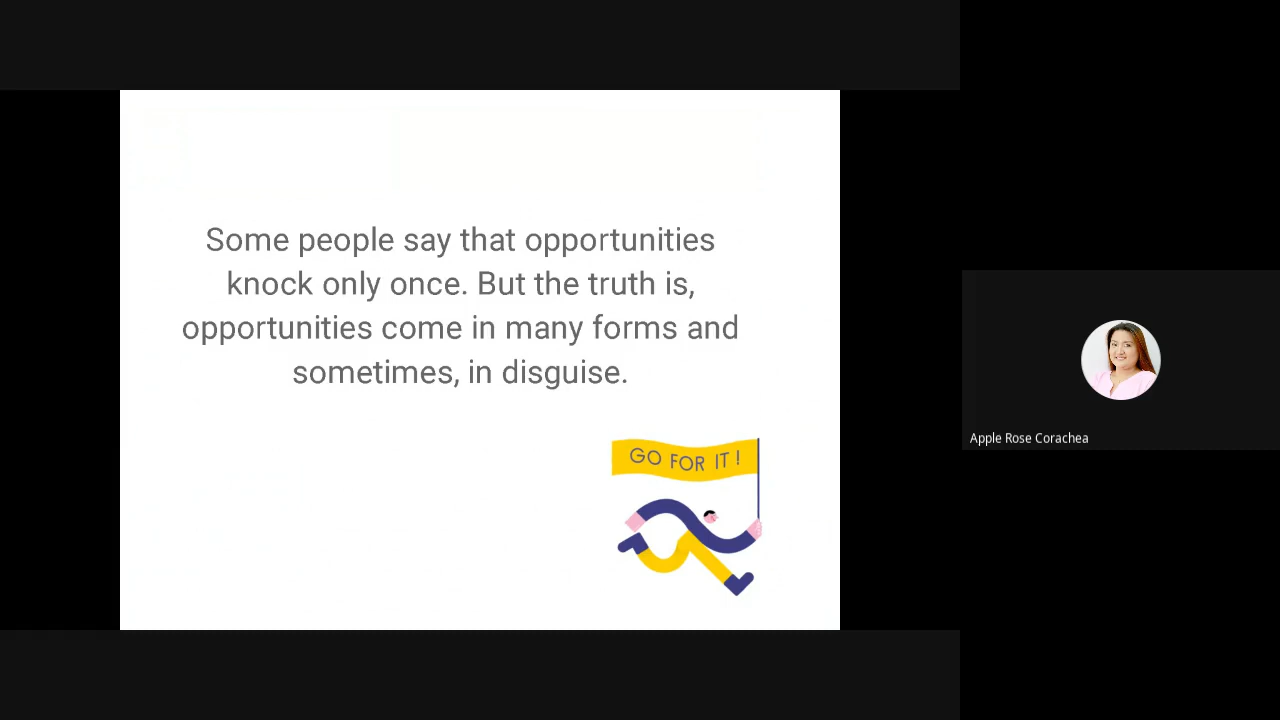 Some people say that opportunities
knock only once. But the truth is,
opportunities come in many forms and
sometimes, in disguise.
GO FOR IT !
Apple Rose Corachea